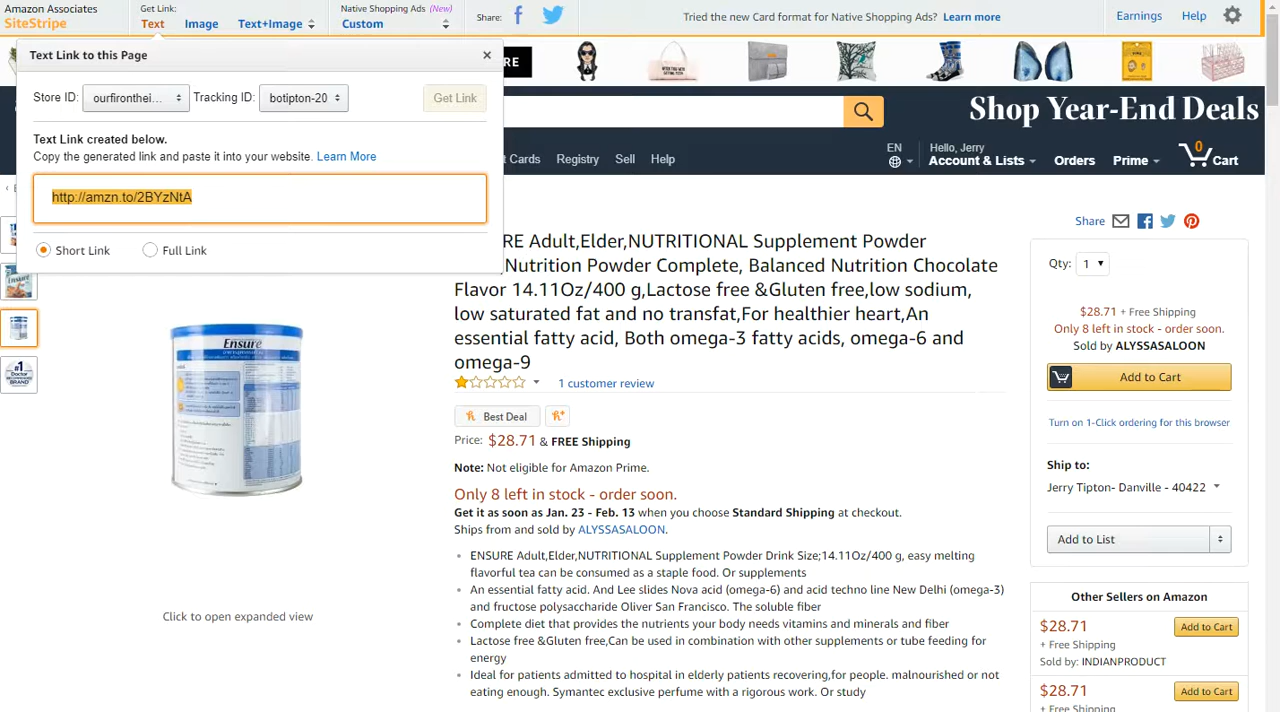 Amazon Associates
SiteStripe
Get Link:
Text
Image
Text+Image
Native Shopping Ads (New)
Custom
Share:
Tried the new Card format for Native Shopping Ads? Learn more
Earnings
Help
Text Link to this Page
×
Store ID:
ourfironthei...
Tracking ID:
botipton-20
Get Link
Text Link created below.
Copy the generated link and paste it into your website. Learn More
http://amzn.to/2BYzNtA
Short Link
Full Link
RE
Shop Year-End Deals
t Cards
Registry
Sell
Help
EN
Hello, Jerry
Account & Lists
Orders
Prime
0
Cart
RE Adult,Elder,NUTRITIONAL Supplement Powder
,Nutrition Powder Complete, Balanced Nutrition Chocolate
Flavor 14.11Oz/400 g,Lactose free &Gluten free,low sodium,
low saturated fat and no transfat,For healthier heart,An
essential fatty acid, Both omega-3 fatty acids, omega-6 and
omega-9
1 customer review
Best Deal
Price: $28.71 & FREE Shipping
Note: Not eligible for Amazon Prime.
Only 8 left in stock - order soon.
Get it as soon as Jan. 23 - Feb. 13 when you choose Standard Shipping at checkout.
Ships from and sold by ALYSSASALOON.
ENSURE Adult,Elder,NUTRITIONAL Supplement Powder Drink Size;14.11Oz/400 g, easy melting
flavorful tea can be consumed as a staple food. Or supplements
An essential fatty acid. And Lee slides Nova acid (omega-6) and acid techno line New Delhi (omega-3)
and fructose polysaccharide Oliver San Francisco. The soluble fiber
Complete diet that provides the nutrients your body needs vitamins and minerals and fiber
Lactose free &Gluten free,Can be used in combination with other supplements or tube feeding for
energy
Ideal for patients admitted to hospital in elderly patients recovering,for people. malnourished or not
eating enough. Symantec exclusive perfume with a rigorous work. Or study
Ensure
#1
Doctor
BRAND
Click to open expanded view
Share
Qty: 1
$28.71 + Free Shipping
Only 8 left in stock - order soon.
Sold by ALYSSASALOON
Add to Cart
Turn on 1-Click ordering for this browser
Ship to:
Jerry Tipton- Danville - 40422
Add to List
Other Sellers on Amazon
$28.71
Add to Cart
+ Free Shipping
Sold by: INDIANPRODUCT
$28.71
Add to Cart
+ Free Shipping